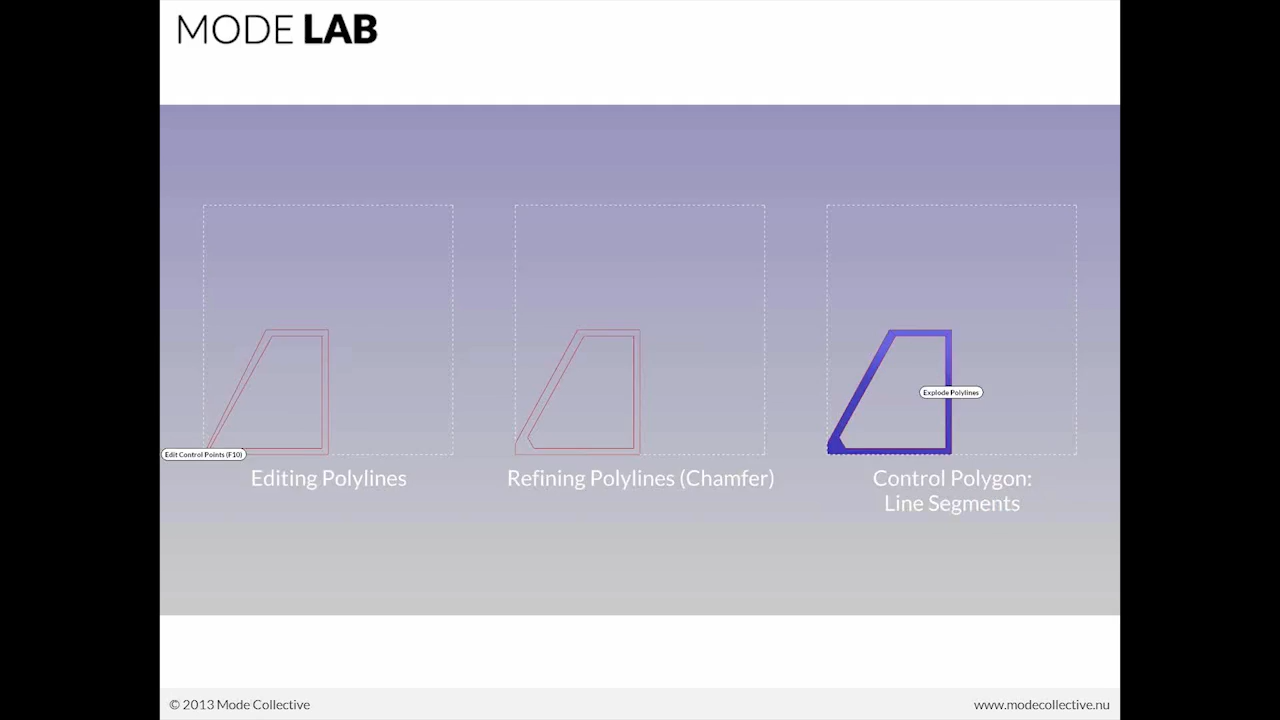 MODE LAB
Explode Polylines
Edit Control Points (F10)
Editing Polylines
Refining Polylines (Chamfer)
Control Polygon:
Line Segments
© 2013 Mode Collective
www.modecollective.nu